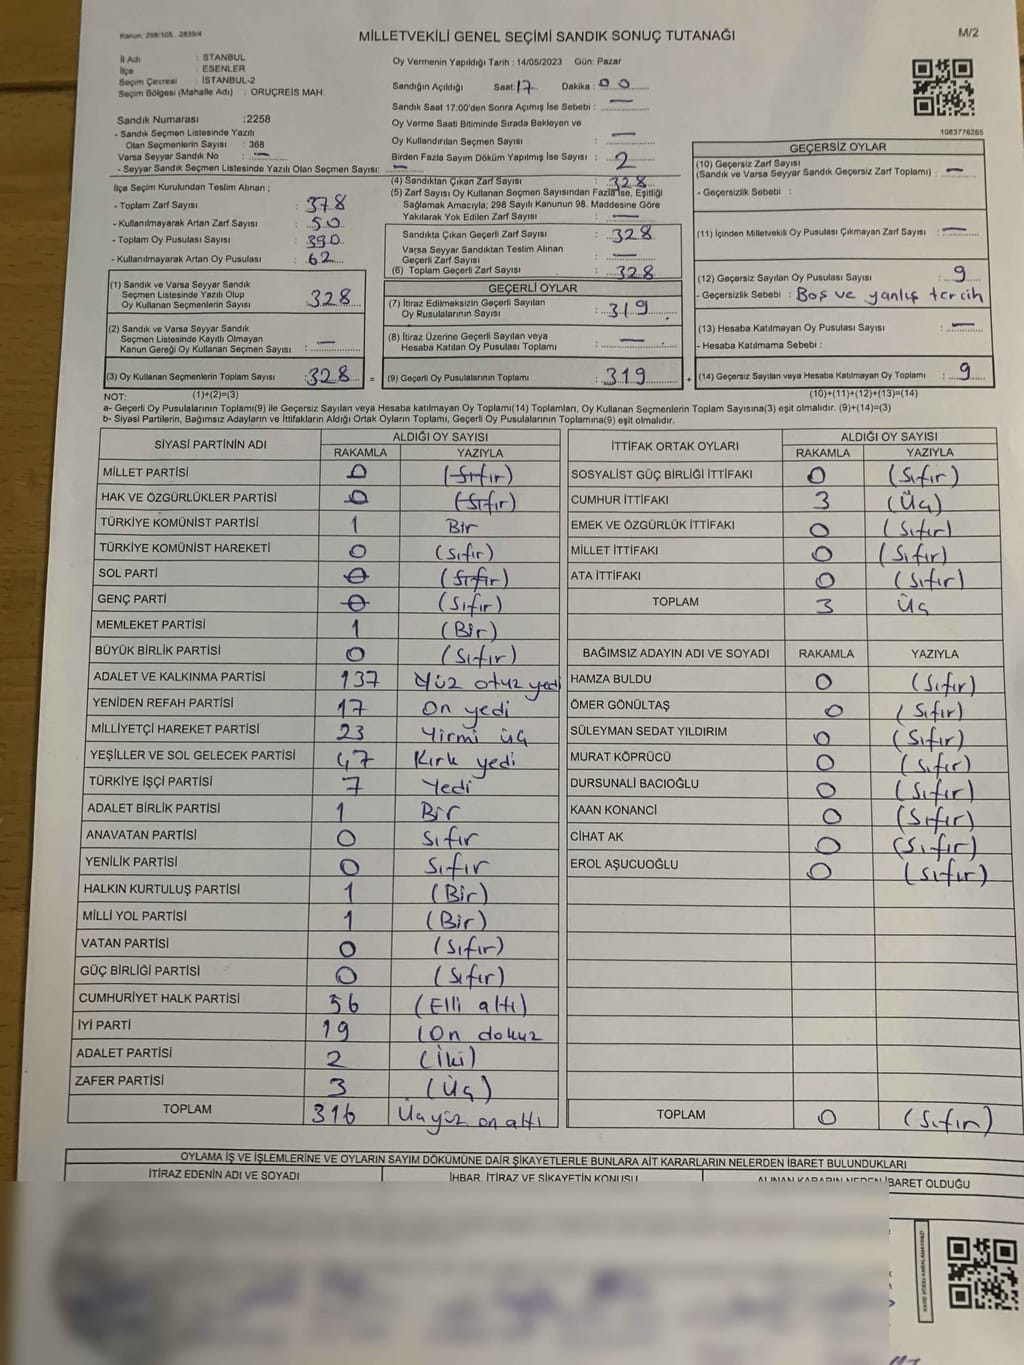 Kanun, 298/105 , 2839/4
MİLLETVEKİLİ GENEL SEÇİMİ SANDIK SONUÇ TUTANAĞI
M/2
İl Adı : İSTANBUL
İlçe : ESENLER
Seçim Çevresi : İSTANBUL-2
Seçim Bölgesi (Mahalle Adı) : ORUÇREİS MAH.
Sandık Numarası :2258
- Sandık Seçmen Listesinde Yazılı
Olan Seçmenlerin Sayısı : 368
Varsa Seyyar Sandık No : —
- Seyyar Sandık Seçmen Listesinde Yazılı Olan Seçmen Sayısı: —
İlçe Seçim Kurulundan Teslim Alınan ;
- Toplam Zarf Sayısı : 378
- Kullanılmayarak Artan Zarf Sayısı : 50
- Toplam Oy Pusulası Sayısı : 390
- Kullanılmayarak Artan Oy Pusulası : 62
(1) Sandık ve Varsa Seyyar Sandık
Seçmen Listesinde Yazılı Olup
Oy Kullanan Seçmenlerin Sayısı : 328
(2) Sandık ve Varsa Seyyar Sandık
Seçmen Listesinde Kayıtlı Olmayan
Kanun Gereği Oy Kullanan Seçmen Sayısı : —
(3) Oy Kullanan Seçmenlerin Toplam Sayısı :328 =
Oy Vermenin Yapıldığı Tarih : 14/05/2023 Gün: Pazar
Sandığın Açıldığı Saat:17 Dakika : 00
Sandık Saat 17:00'den Sonra Açımış İse Sebebi : —
Oy Verme Saati Bitiminde Sırada Bekleyen ve
Oy Kullandırılan Seçmen Sayısı : —
Birden Fazla Sayım Döküm Yapılmış İse Sayısı : 2
(4) Sandıktan Çıkan Zarf Sayısı : 328
(5) Zarf Sayısı Oy Kullanan Seçmen Sayısından Fazla İse, Eşitliği
Sağlamak Amacıyla; 298 Sayılı Kanunun 98. Maddesine Göre
Yakılarak Yok Edilen Zarf Sayısı : —
Sandıkta Çıkan Geçerli Zarf Sayısı : 328
Varsa Seyyar Sandıktan Teslim Alınan
Geçerli Zarf Sayısı : —
(6) Toplam Geçerli Zarf Sayısı : 328
GEÇERLİ OYLAR
(7) İtiraz Edilmeksizin Geçerli Sayılan
Oy Rusulalarının Sayısı : 319
(8) İtiraz Üzerine Geçerli Sayılan veya
Hesaba Katılan Oy Pusulası Toplamı : —
(9) Geçerli Oy Pusulalarının Toplamı : 319 +
1083776265
GEÇERSİZ OYLAR
(10) Geçersiz Zarf Sayısı
(Sandık ve Varsa Seyyar Sandık Geçersiz Zarf Toplamı) : —
- Geçersizlik Sebebi :
(11) İçinden Milletvekili Oy Pusulası Çıkmayan Zarf Sayısı : —
(12) Geçersiz Sayılan Oy Pusulası Sayısı : 9
- Geçersizlik Sebebi : Boş ve yanlış tercih
(13) Hesaba Katılmayan Oy Pusulası Sayısı : —
- Hesaba Katılmama Sebebi :
(14) Geçersiz Sayılan veya Hesaba Katılmayan Oy Toplamı : 9
NOT: (1)+(2)=(3) (10)+(11)+(12)+(13)=(14)
a- Geçerli Oy Pusulalarının Toplamı(9) ile Geçersiz Sayılan veya Hesaba katılmayan Oy Toplamı(14) Toplamları, Oy Kullanan Seçmenlerin Toplam Sayısına(3) eşit olmalıdır. (9)+(14)=(3)
b- Siyasi Partilerin, Bağımsız Adayların ve İttifakların Aldığı Ortak Oyların Toplamı, Geçerli Oy Pusulalarının Toplamına(9) eşit olmalıdır.
SİYASİ PARTİNİN ADI ALDIĞI OY SAYISI
RAKAMLA YAZIYLA
MİLLET PARTİSİ 0 (Sıfır)
HAK VE ÖZGÜRLÜKLER PARTİSİ 0 (Sıfır)
TÜRKİYE KOMÜNİST PARTİSİ 1 Bir
TÜRKİYE KOMÜNİST HAREKETİ 0 (Sıfır)
SOL PARTİ 0 (Sıfır)
GENÇ PARTİ 0 (Sıfır)
MEMLEKET PARTİSİ 1 (Bir)
BÜYÜK BİRLİK PARTİSİ 0 (Sıfır)
ADALET VE KALKINMA PARTİSİ 137 Yüz otuz yedi
YENİDEN REFAH PARTİSİ 17 On yedi
MİLLİYETÇİ HAREKET PARTİSİ 23 Yirmi üç
YEŞİLLER VE SOL GELECEK PARTİSİ 47 Kırk yedi
TÜRKİYE İŞÇİ PARTİSİ 7 Yedi
ADALET BİRLİK PARTİSİ 1 Bir
ANAVATAN PARTİSİ 0 Sıfır
YENİLİK PARTİSİ 0 Sıfır
HALKIN KURTULUŞ PARTİSİ 1 (Bir)
MİLLİ YOL PARTİSİ 1 (Bir)
VATAN PARTİSİ 0 (Sıfır)
GÜÇ BİRLİĞİ PARTİSİ 0 (Sıfır)
CUMHURİYET HALK PARTİSİ 56 (Elli altı)
İYİ PARTİ 19 (On dokuz
ADALET PARTİSİ 2 (İki)
ZAFER PARTİSİ 3 (Üç)
TOPLAM 316 Üçyüz on altı
İTTİFAK ORTAK OYLARI ALDIĞI OY SAYISI
RAKAMLA YAZIYLA
SOSYALİST GÜÇ BİRLİĞİ İTTİFAKI 0 (Sıfır)
CUMHUR İTTİFAKI 3 (Üç)
EMEK VE ÖZGÜRLÜK İTTİFAKI 0 (Sıfır)
MİLLET İTTİFAKI 0 (Sıfır)
ATA İTTİFAKI 0 (Sıfır)
TOPLAM 3 Üç
BAĞIMSIZ ADAYIN ADI VE SOYADI RAKAMLA YAZIYLA
HAMZA BULDU 0 (Sıfır)
ÖMER GÖNÜLTAŞ 0 (Sıfır)
SÜLEYMAN SEDAT YILDIRIM 0 (Sıfır)
MURAT KÖPRÜCÜ 0 (Sıfır)
DURSUNALİ BACIOĞLU 0 (Sıfır)
KAAN KONANCİ 0 (Sıfır)
CİHAT AK 0 (Sıfır)
EROL AŞUCUOĞLU 0 (Sıfır)
TOPLAM 0 (Sıfır)
OYLAMA İŞ VE İŞLEMLERİNE VE OYLARIN SAYIM DÖKÜMÜNE DAİR ŞİKAYETLERLE BUNLARA AİT KARARLARIN NELERDEN İBARET BULUNDUKLARI
İTİRAZ EDENİN ADI VE SOYADI İHBAR, İTİRAZ VE ŞİKAYETİN KONUSU ALINAN KARARIN NEDEN İBARET OLDUĞU
KARE KODU KARALAMAYINIZ!